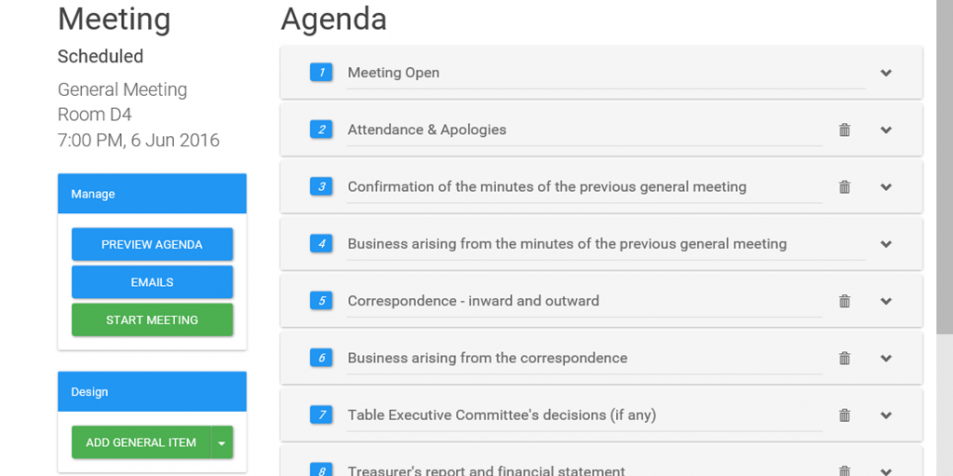 Meeting
Scheduled
General Meeting
Room D4
7:00 PM, 6 Jun 2016
Manage
PREVIEW AGENDA
EMAILS
START MEETING
Design
ADD GENERAL ITEM
Agenda
1 Meeting Open
2 Attendance & Apologies
3 Confirmation of the minutes of the previous general meeting
4 Business arising from the minutes of the previous general meeting
5 Correspondence - inward and outward
6 Business arising from the correspondence
7 Table Executive Committee's decisions (if any)
8 Treasurer's report and financial statement